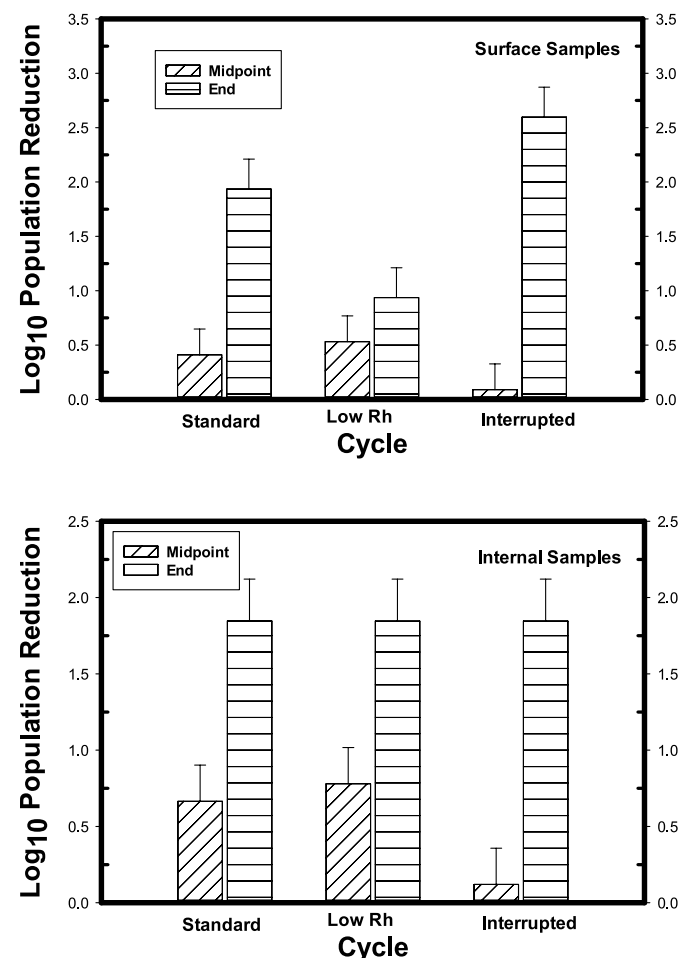 3.5 3.5
Surface Samples
3.0 3.0
Midpoint
End
2.5 2.5
2.0 2.0
1.5 1.5
1.0 1.0
0.5 0.5
0.0 0.0
Log10 Population Reduction
Standard Low Rh Interrupted
Cycle
2.5 2.5
Midpoint
End
Internal Samples
2.0 2.0
1.5 1.5
1.0 1.0
0.5 0.5
0.0 0.0
Log10 Population Reduction
Standard Low Rh Interrupted
Cycle